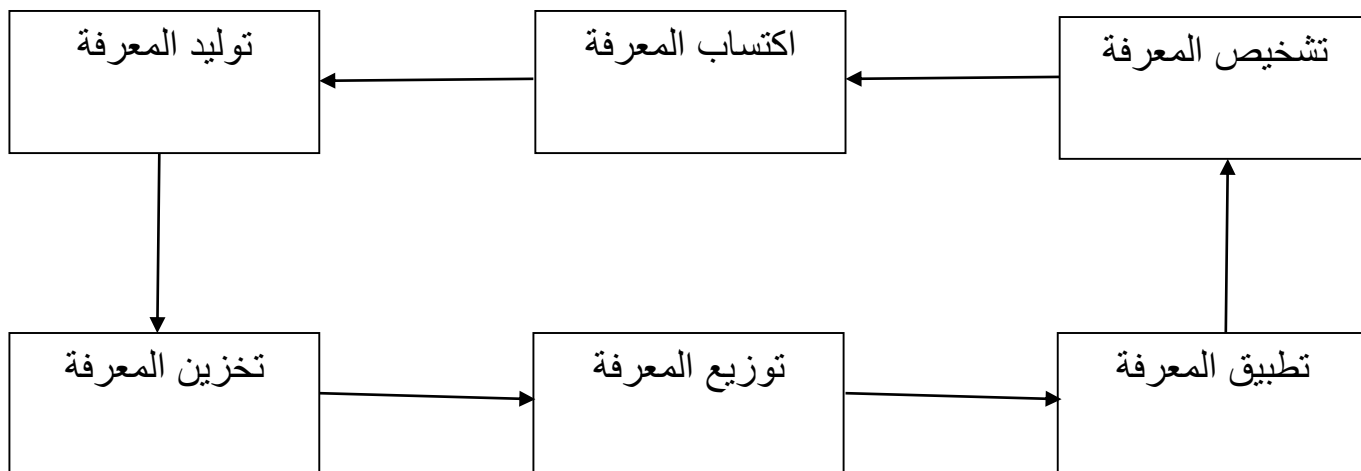 تشخيص المعرفة
اكتساب المعرفة
توليد المعرفة
تخزين المعرفة
توزيع المعرفة
تطبيق المعرفة